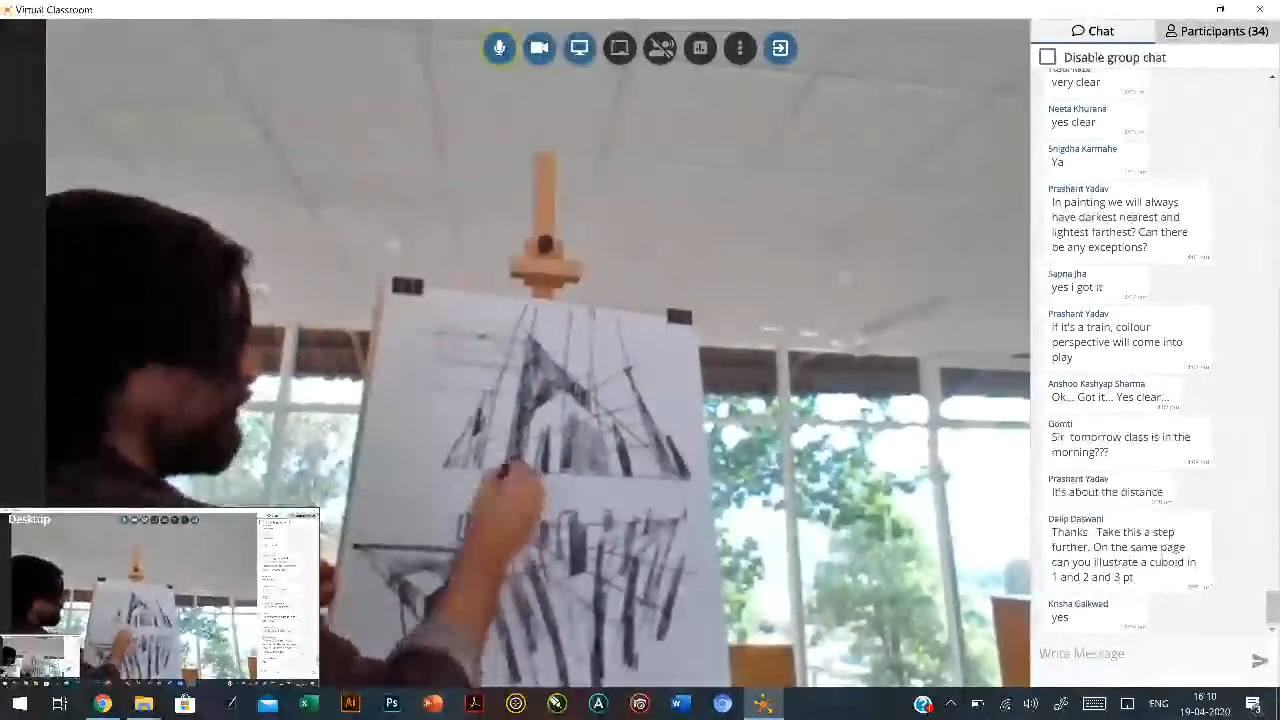 Virtual Classroom
Chat
Participants (34)
Disable group chat
very clear
Neeta Khurana
yes clear
Snigdha Karmahe
Ya
Prashant Yadav
In painting we will always
have darkest nearest and
lightest farthest? Can there
be any exceptions?
Sapna Jha
yes i got it
Prashant Yadav
if it's a train, colour
perspective will come into
play
Anshoo Kashyap Sharma
Ok... Got it... Yes clear...
Gomti
Sir tomorrow class is in the
morning???
Prashant Yadav
It's about the distance
Daulat Paswani
Thanks. Take this a step
further. On the same page
can you illustrate a cuboid in
each 1, 2 and 3 pt
Krisha Gaikwad
Yes
Write Message
Desktop
Ai
Ps
ENG
16:10
19-04-2020